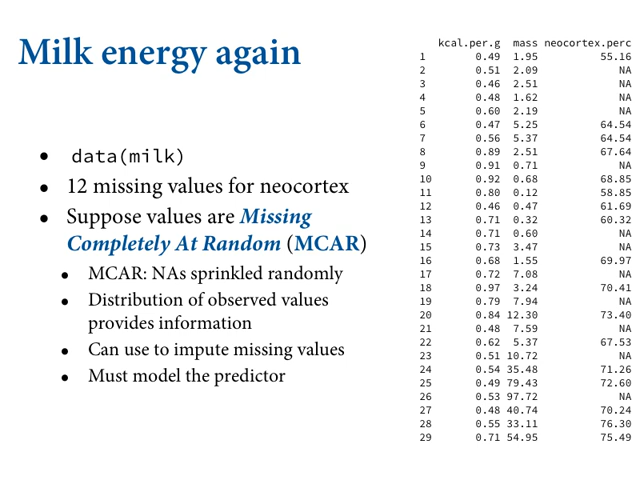 Milk energy again
• data(milk)
• 12 missing values for neocortex
• Suppose values are Missing
Completely At Random (MCAR)
• MCAR: NAs sprinkled randomly
• Distribution of observed values
provides information
• Can use to impute missing values
• Must model the predictor
kcal.per.g mass neocortex.perc
1 0.49 1.95 55.16
2 0.51 2.09 NA
3 0.46 2.51 NA
4 0.48 1.62 NA
5 0.60 2.19 NA
6 0.47 5.25 64.54
7 0.56 5.37 64.54
8 0.89 2.51 67.64
9 0.91 0.71 NA
10 0.92 0.68 68.85
11 0.80 0.12 58.85
12 0.46 0.47 61.69
13 0.71 0.32 60.32
14 0.71 0.60 NA
15 0.73 3.47 NA
16 0.68 1.55 69.97
17 0.72 7.08 NA
18 0.97 3.24 70.41
19 0.79 7.94 NA
20 0.84 12.30 73.40
21 0.48 7.59 NA
22 0.62 5.37 67.53
23 0.51 10.72 NA
24 0.54 35.48 71.26
25 0.49 79.43 72.60
26 0.53 97.72 NA
27 0.48 40.74 70.24
28 0.55 33.11 76.30
29 0.71 54.95 75.49